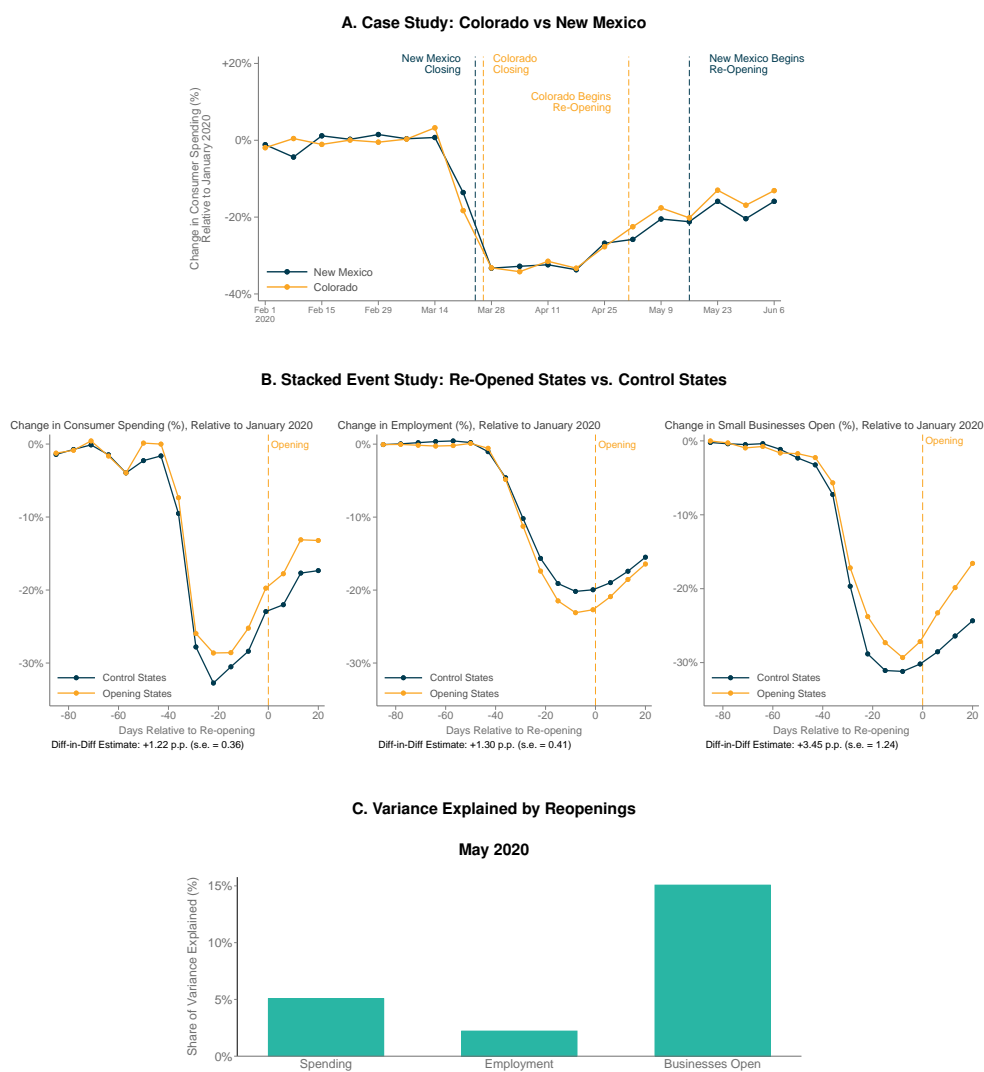 A. Case Study: Colorado vs New Mexico
Change in Consumer Spending (%)
Relative to January 2020
+20%
0%
-20%
-40%
New Mexico
Closing
Colorado
Closing
Colorado Begins
Re-Opening
New Mexico Begins
Re-Opening
New Mexico
Colorado
Feb 1
2020
Feb 15
Feb 29
Mar 14
Mar 28
Apr 11
Apr 25
May 9
May 23
Jun 6
B. Stacked Event Study: Re-Opened States vs. Control States
Change in Consumer Spending (%), Relative to January 2020
0%
-10%
-20%
-30%
Opening
Control States
Opening States
-80
-60
-40
-20
0
20
Days Relative to Re-opening
Diff-in-Diff Estimate: +1.22 p.p. (s.e. = 0.36)
Change in Employment (%), Relative to January 2020
0%
-10%
-20%
-30%
Opening
Control States
Opening States
-80
-60
-40
-20
0
20
Days Relative to Re-opening
Diff-in-Diff Estimate: +1.30 p.p. (s.e. = 0.41)
Change in Small Businesses Open (%), Relative to January 2020
0%
-10%
-20%
-30%
Opening
Control States
Opening States
-80
-60
-40
-20
0
20
Days Relative to Re-opening
Diff-in-Diff Estimate: +3.45 p.p. (s.e. = 1.24)
C. Variance Explained by Reopenings
May 2020
Share of Variance Explained (%)
15%
10%
5%
0%
Spending
Employment
Businesses Open